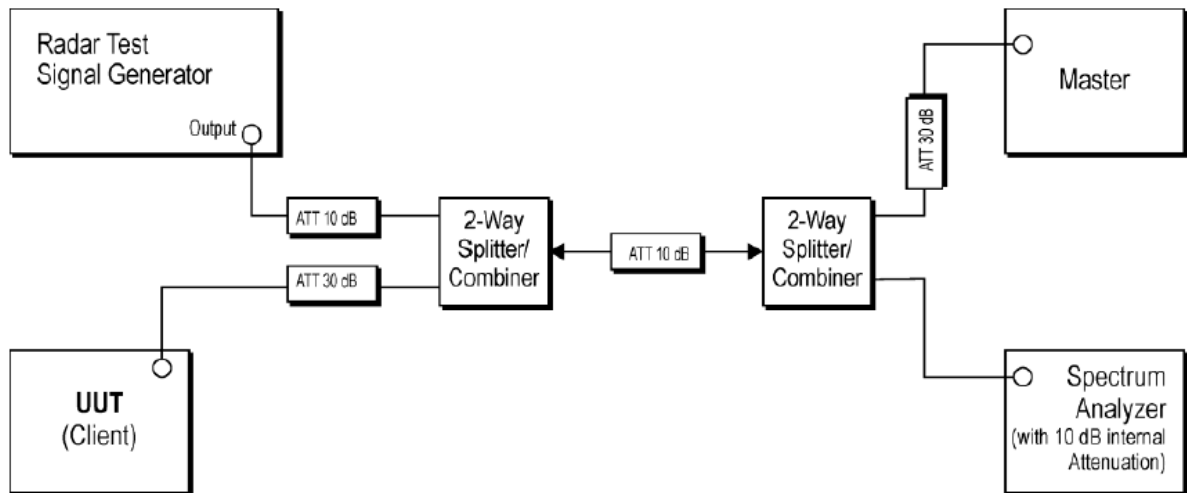 Radar Test
Signal Generator
Output
ATT 10 dB
2-Way
Splitter/
Combiner
ATT 30 dB
UUT
(Client)
ATT 10 dB
2-Way
Splitter/
Combiner
ATT 30 dB
Master
Spectrum
Analyzer
(with 10 dB internal
Attenuation)